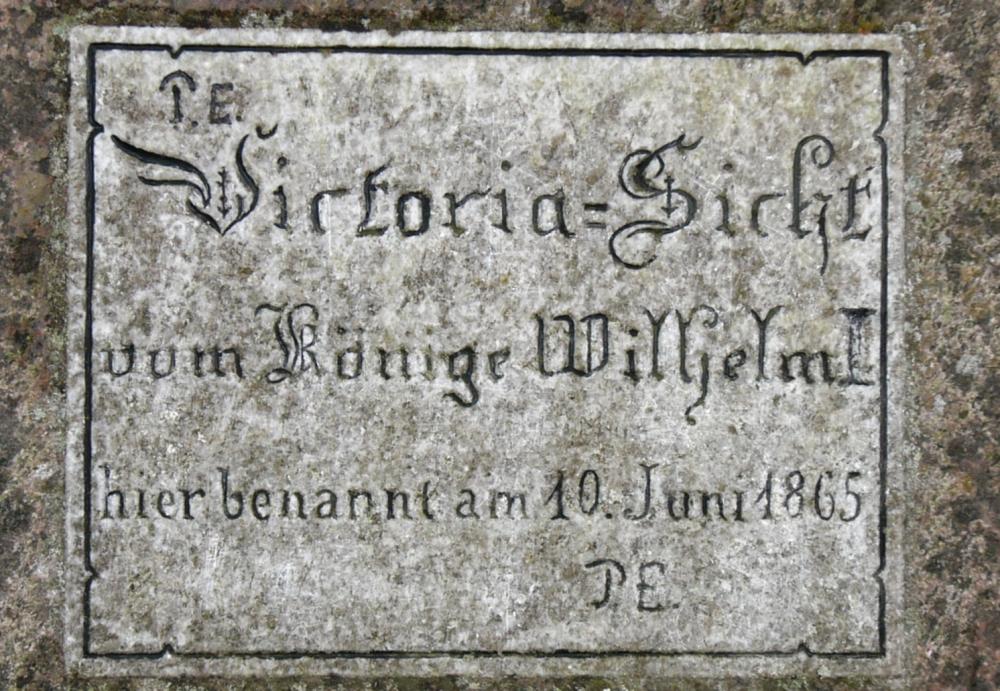 P.E.
Victoria=Sicht
vom Könige Wilhelm I
hier benannt am 10. Juni 1865
P E.